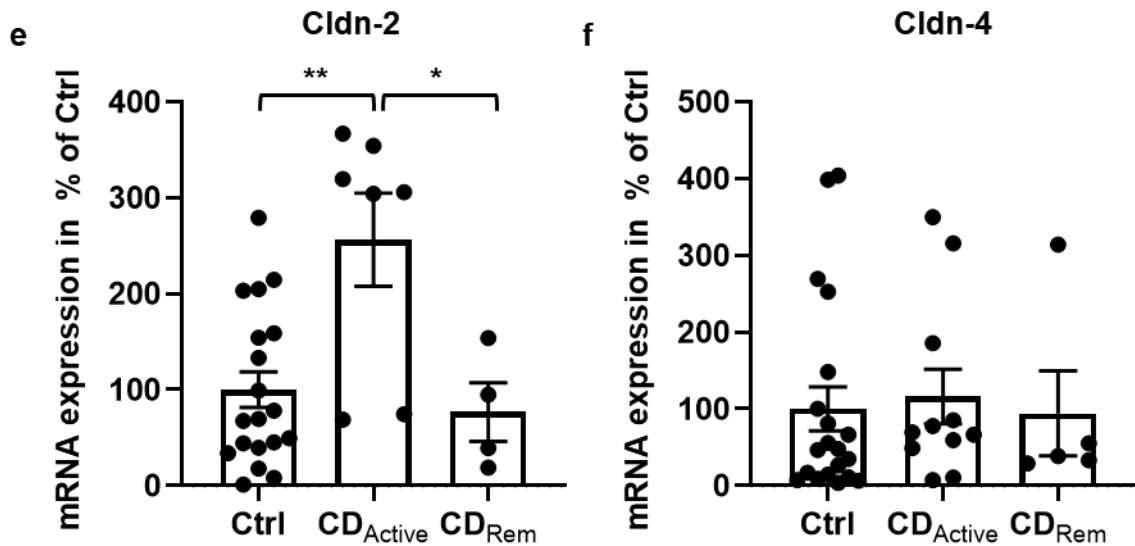 e
Cldn-2
mRNA expression in % of Ctrl
400
300
200
100
0
**
*
Ctrl
CDActive
CDRem
f
Cldn-4
mRNA expression in % of Ctrl
500
400
300
200
100
0
Ctrl
CDActive
CDRem